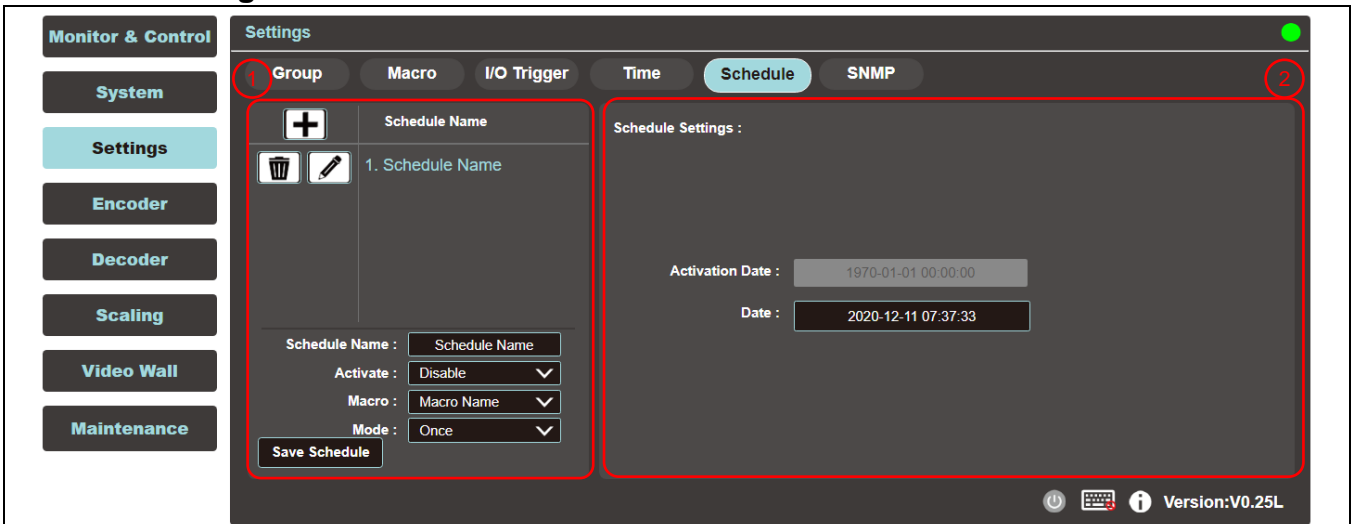 Monitor & Control
System
Settings
Encoder
Decoder
Scaling
Video Wall
Maintenance
Settings
Group Macro I/O Trigger Time Schedule SNMP
1
2
Schedule Name
1. Schedule Name
Schedule Name : Schedule Name
Activate : Disable
Macro : Macro Name
Mode : Once
Save Schedule
Schedule Settings :
Activation Date : 1970-01-01 00:00:00
Date : 2020-12-11 07:37:33
Version:V0.25L